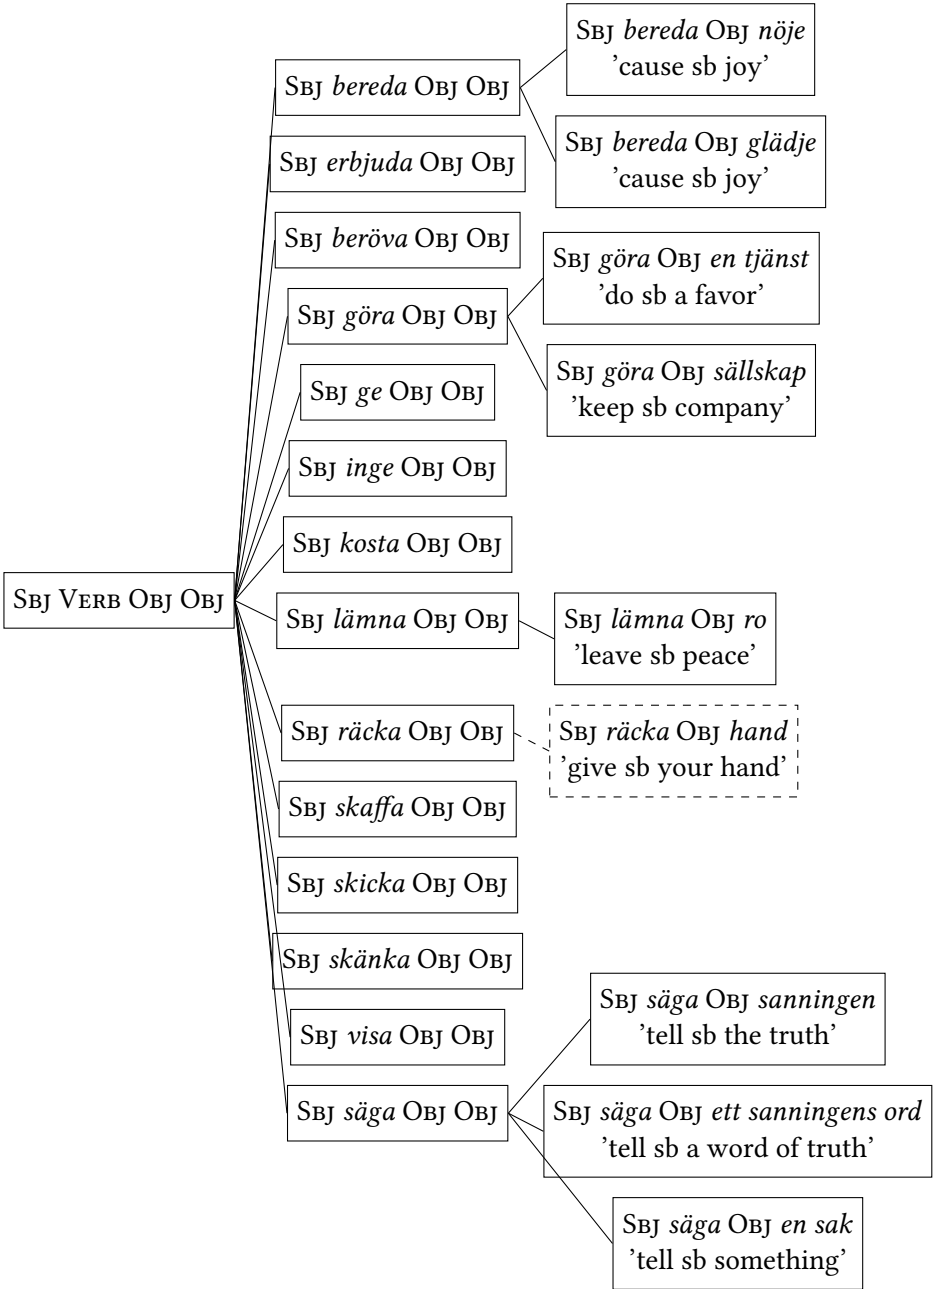 SBJ VERB OBJ OBJ
SBJ bereda OBJ OBJ
SBJ bereda OBJ nöje
’cause sb joy’
SBJ bereda OBJ glädje
’cause sb joy’
SBJ erbjuda OBJ OBJ
SBJ beröva OBJ OBJ
SBJ göra OBJ OBJ
SBJ göra OBJ en tjänst
’do sb a favor’
SBJ göra OBJ sällskap
’keep sb company’
SBJ ge OBJ OBJ
SBJ inge OBJ OBJ
SBJ kosta OBJ OBJ
SBJ lämna OBJ OBJ
SBJ lämna OBJ ro
’leave sb peace’
SBJ räcka OBJ OBJ
SBJ räcka OBJ hand
’give sb your hand’
SBJ skaffa OBJ OBJ
SBJ skicka OBJ OBJ
SBJ skänka OBJ OBJ
SBJ visa OBJ OBJ
SBJ säga OBJ OBJ
SBJ säga OBJ sanningen
’tell sb the truth’
SBJ säga OBJ ett sanningens ord
’tell sb a word of truth’
SBJ säga OBJ en sak
’tell sb something’